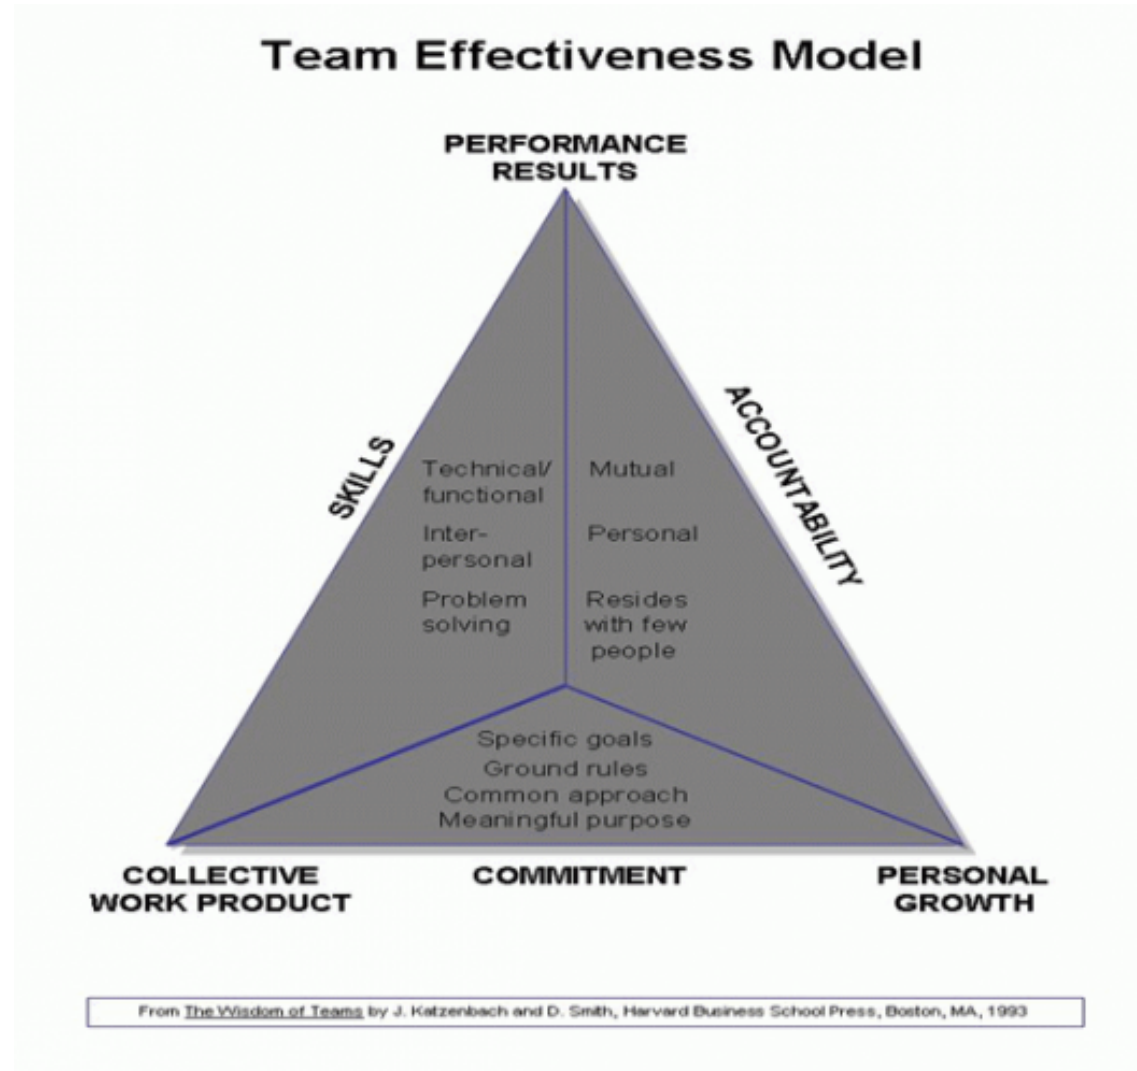 Team Effectiveness Model
PERFORMANCE
RESULTS
SKILLS
ACCOUNTABILITY
Technical/
functional
Inter-
personal
Problem
solving
Mutual
Personal
Resides
with few
people
Specific goals
Ground rules
Common approach
Meaningful purpose
COLLECTIVE
WORK PRODUCT
COMMITMENT
PERSONAL
GROWTH
From The Wisdom of Teams by J. Katzenbach and D. Smith, Harvard Business School Press, Boston, MA, 1993